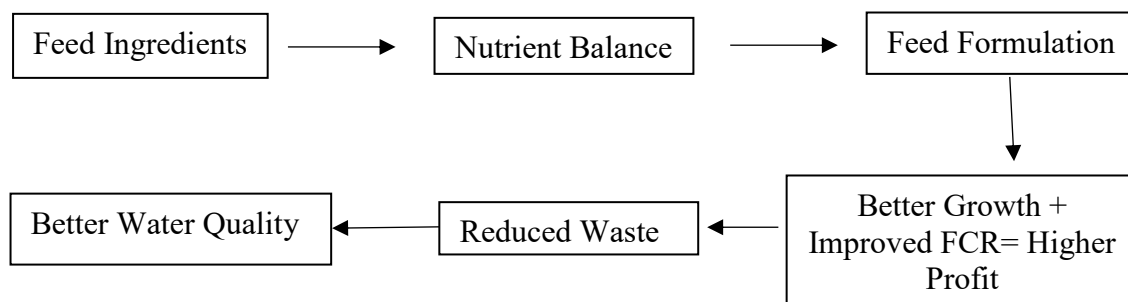 Feed Ingredients
Nutrient Balance
Feed Formulation
Better Growth +
Improved FCR= Higher
Profit
Reduced Waste
Better Water Quality